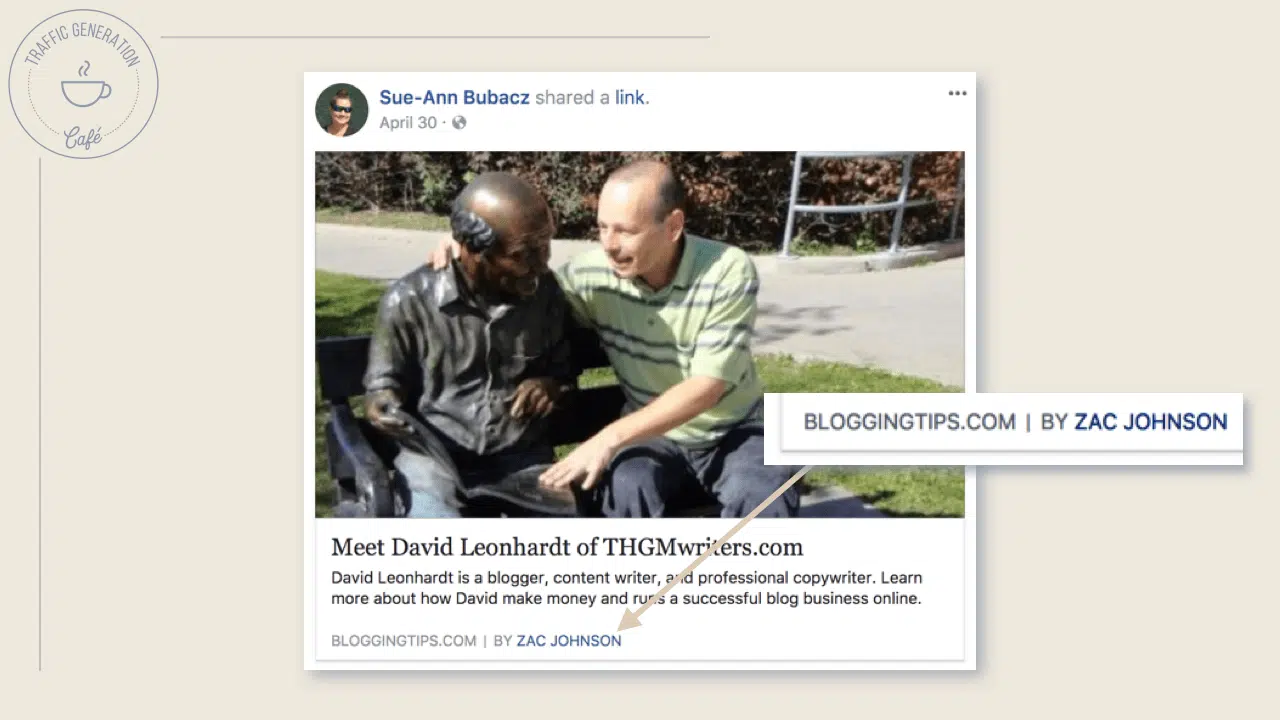 TRAFFIC GENERATION
Café
Sue-Ann Bubacz shared a link.
April 30 ·
BLOGGINGTIPS.COM | BY ZAC JOHNSON
Meet David Leonhardt of THGMwriters.com
David Leonhardt is a blogger, content writer, and professional copywriter. Learn
more about how David make money and runs a successful blog business online.
BLOGGINGTIPS.COM | BY ZAC JOHNSON